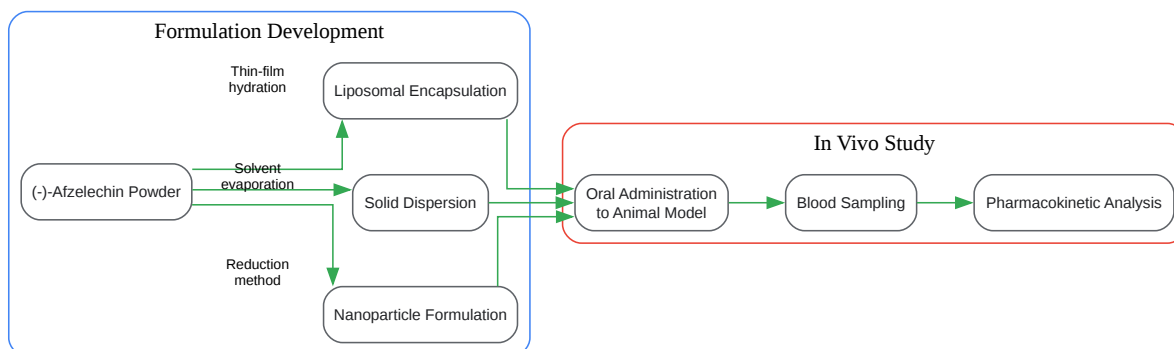 Formulation Development
Thin-film
hydration
Liposomal Encapsulation
(-)-Afzelechin Powder
Solvent
evaporation
Solid Dispersion
Reduction
method
Nanoparticle Formulation
In Vivo Study
Oral Administration
to Animal Model
Blood Sampling
Pharmacokinetic Analysis